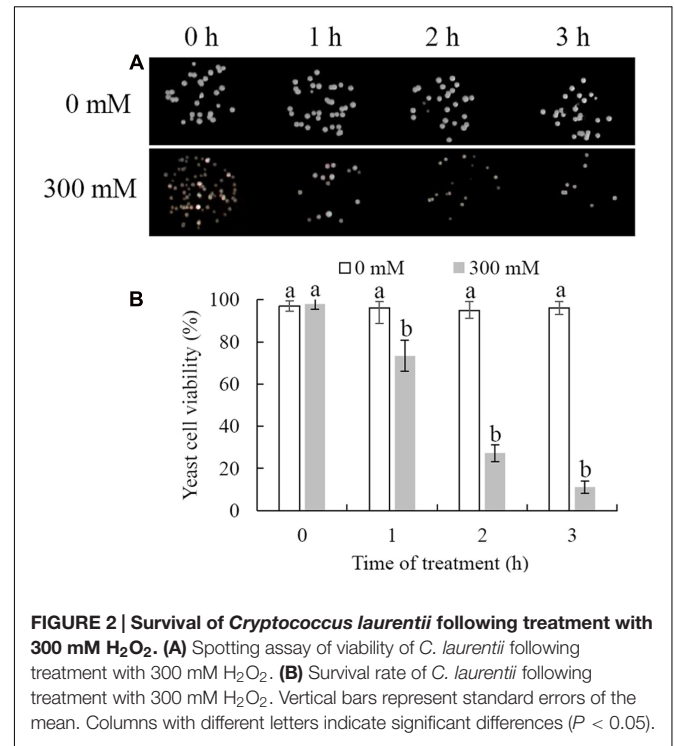 0 h 1 h 2 h 3 h
A
0 mM
300 mM
0 mM 300 mM
B
a a a b a b a b
100
80
60
40
20
0
Yeast cell viability (%)
0 1 2 3
Time of treatment (h)
FIGURE 2 | Survival of Cryptococcus laurentii following treatment with
300 mM H₂O₂. (A) Spotting assay of viability of C. laurentii following
treatment with 300 mM H₂O₂. (B) Survival rate of C. laurentii following
treatment with 300 mM H₂O₂. Vertical bars represent standard errors of the
mean. Columns with different letters indicate significant differences (P < 0.05).